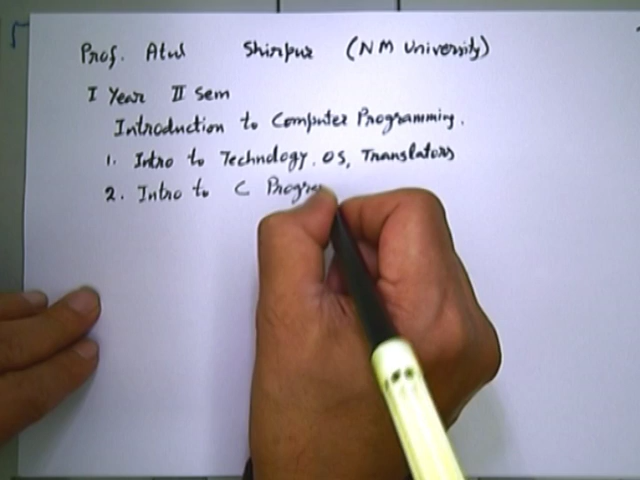 Prof. Atul Shirpur (NM University)
I Year II Sem
Introduction to Computer Programming.
1. Intro to Technology, OS, Translators
2. Intro to C Progra